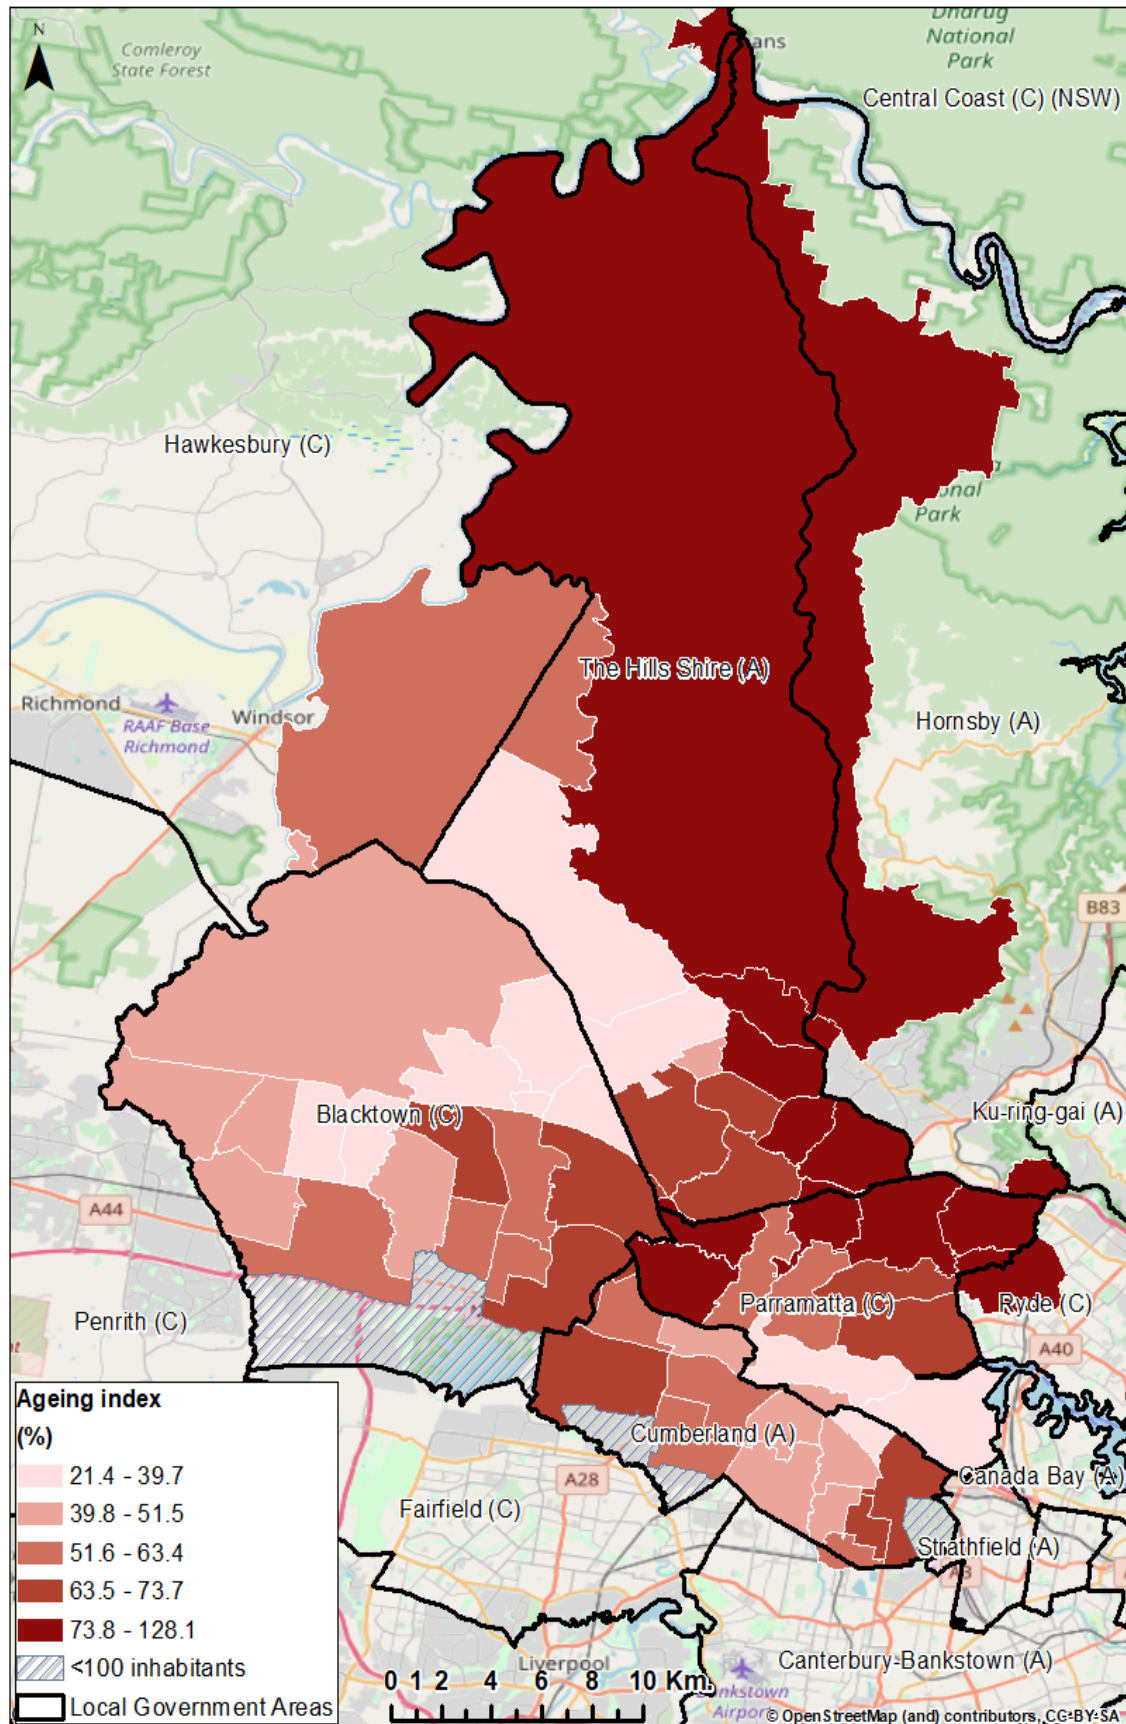 N
Comleroy
State Forest
Dharug
National
Park
Central Coast (C) (NSW)
Hawkesbury (C)
Park
The Hills Shire (A)
Richmond
RAAF Base
Richmond
Windsor
Hornsby (A)
B83
Blacktown (C)
Ku-ring-gai (A)
A44
Penrith (C)
Parramatta (C)
Ryde (C)
A40
Cumberland (A)
A28
Canada Bay (A)
Fairfield (C)
Strathfield (A)
A3
Canterbury-Bankstown (A)
Liverpool
Ageing index
(%)
21.4 - 39.7
39.8 - 51.5
51.6 - 63.4
63.5 - 73.7
73.8 - 128.1
<100 inhabitants
Local Government Areas
0 1 2 4 6 8 10 Km.
© OpenStreetMap (and) contributors, CC-BY-SA